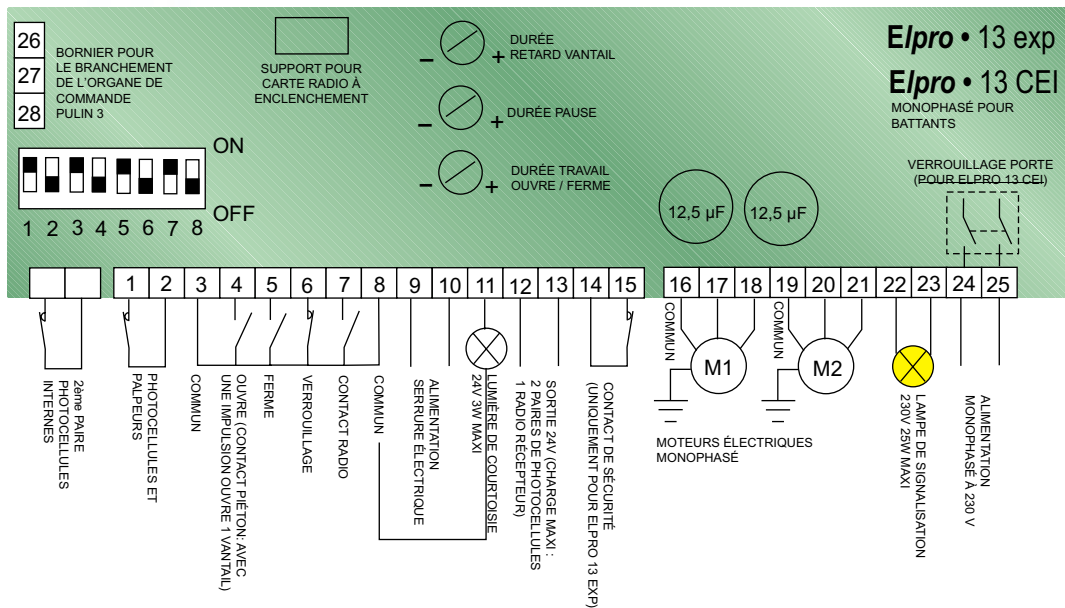 26
27
28
BORNIER POUR
LE BRANCHEMENT
DE L'ORGANE DE
COMMANDE
PULIN 3
SUPPORT POUR
CARTE RADIO À
ENCLENCHEMENT
– + DURÉE
RETARD VANTAIL
– + DURÉE PAUSE
– + DURÉE TRAVAIL
OUVRE / FERME
Elpro • 13 exp
Elpro • 13 CEI
MONOPHASÉ POUR
BATTANTS
VERROUILLAGE PORTE
(POUR ELPRO 13 CEI)
ON
OFF
1 2 3 4 5 6 7 8
12,5 µF
12,5 µF
1 2 3 4 5 6 7 8 9 10 11 12 13 14 15 16 17 18 19 20 21 22 23 24 25
2ème PAIRE
PHOTOCELLULES
INTERNES
PHOTOCELLULES ET
PALPEURS
COMMUN
OUVRE (CONTACT PIÉTON: AVEC
UNE IMPULSION OUVRE 1 VANTAIL)
FERME
VERROUILLAGE
CONTACT RADIO
COMMUN
ALIMENTATION
SERRURE ÉLECTRIQUE
LUMIÈRE DE COURTOISIE
24V 3W MAXI
SORTIE 24V (CHARGE MAXI :
2 PAIRES DE PHOTOCELLULES
1 RADIO RÉCEPTEUR)
CONTACT DE SÉCURITÉ
(UNIQUEMENT POUR ELPRO 13 EXP)
COMMUN
M1
COMMUN
M2
MOTEURS ÉLECTRIQUES
MONOPHASÉ
LAMPE DE SIGNALISATION
230V 25W MAXI
ALIMENTATION
MONOPHASÉ À 230 V